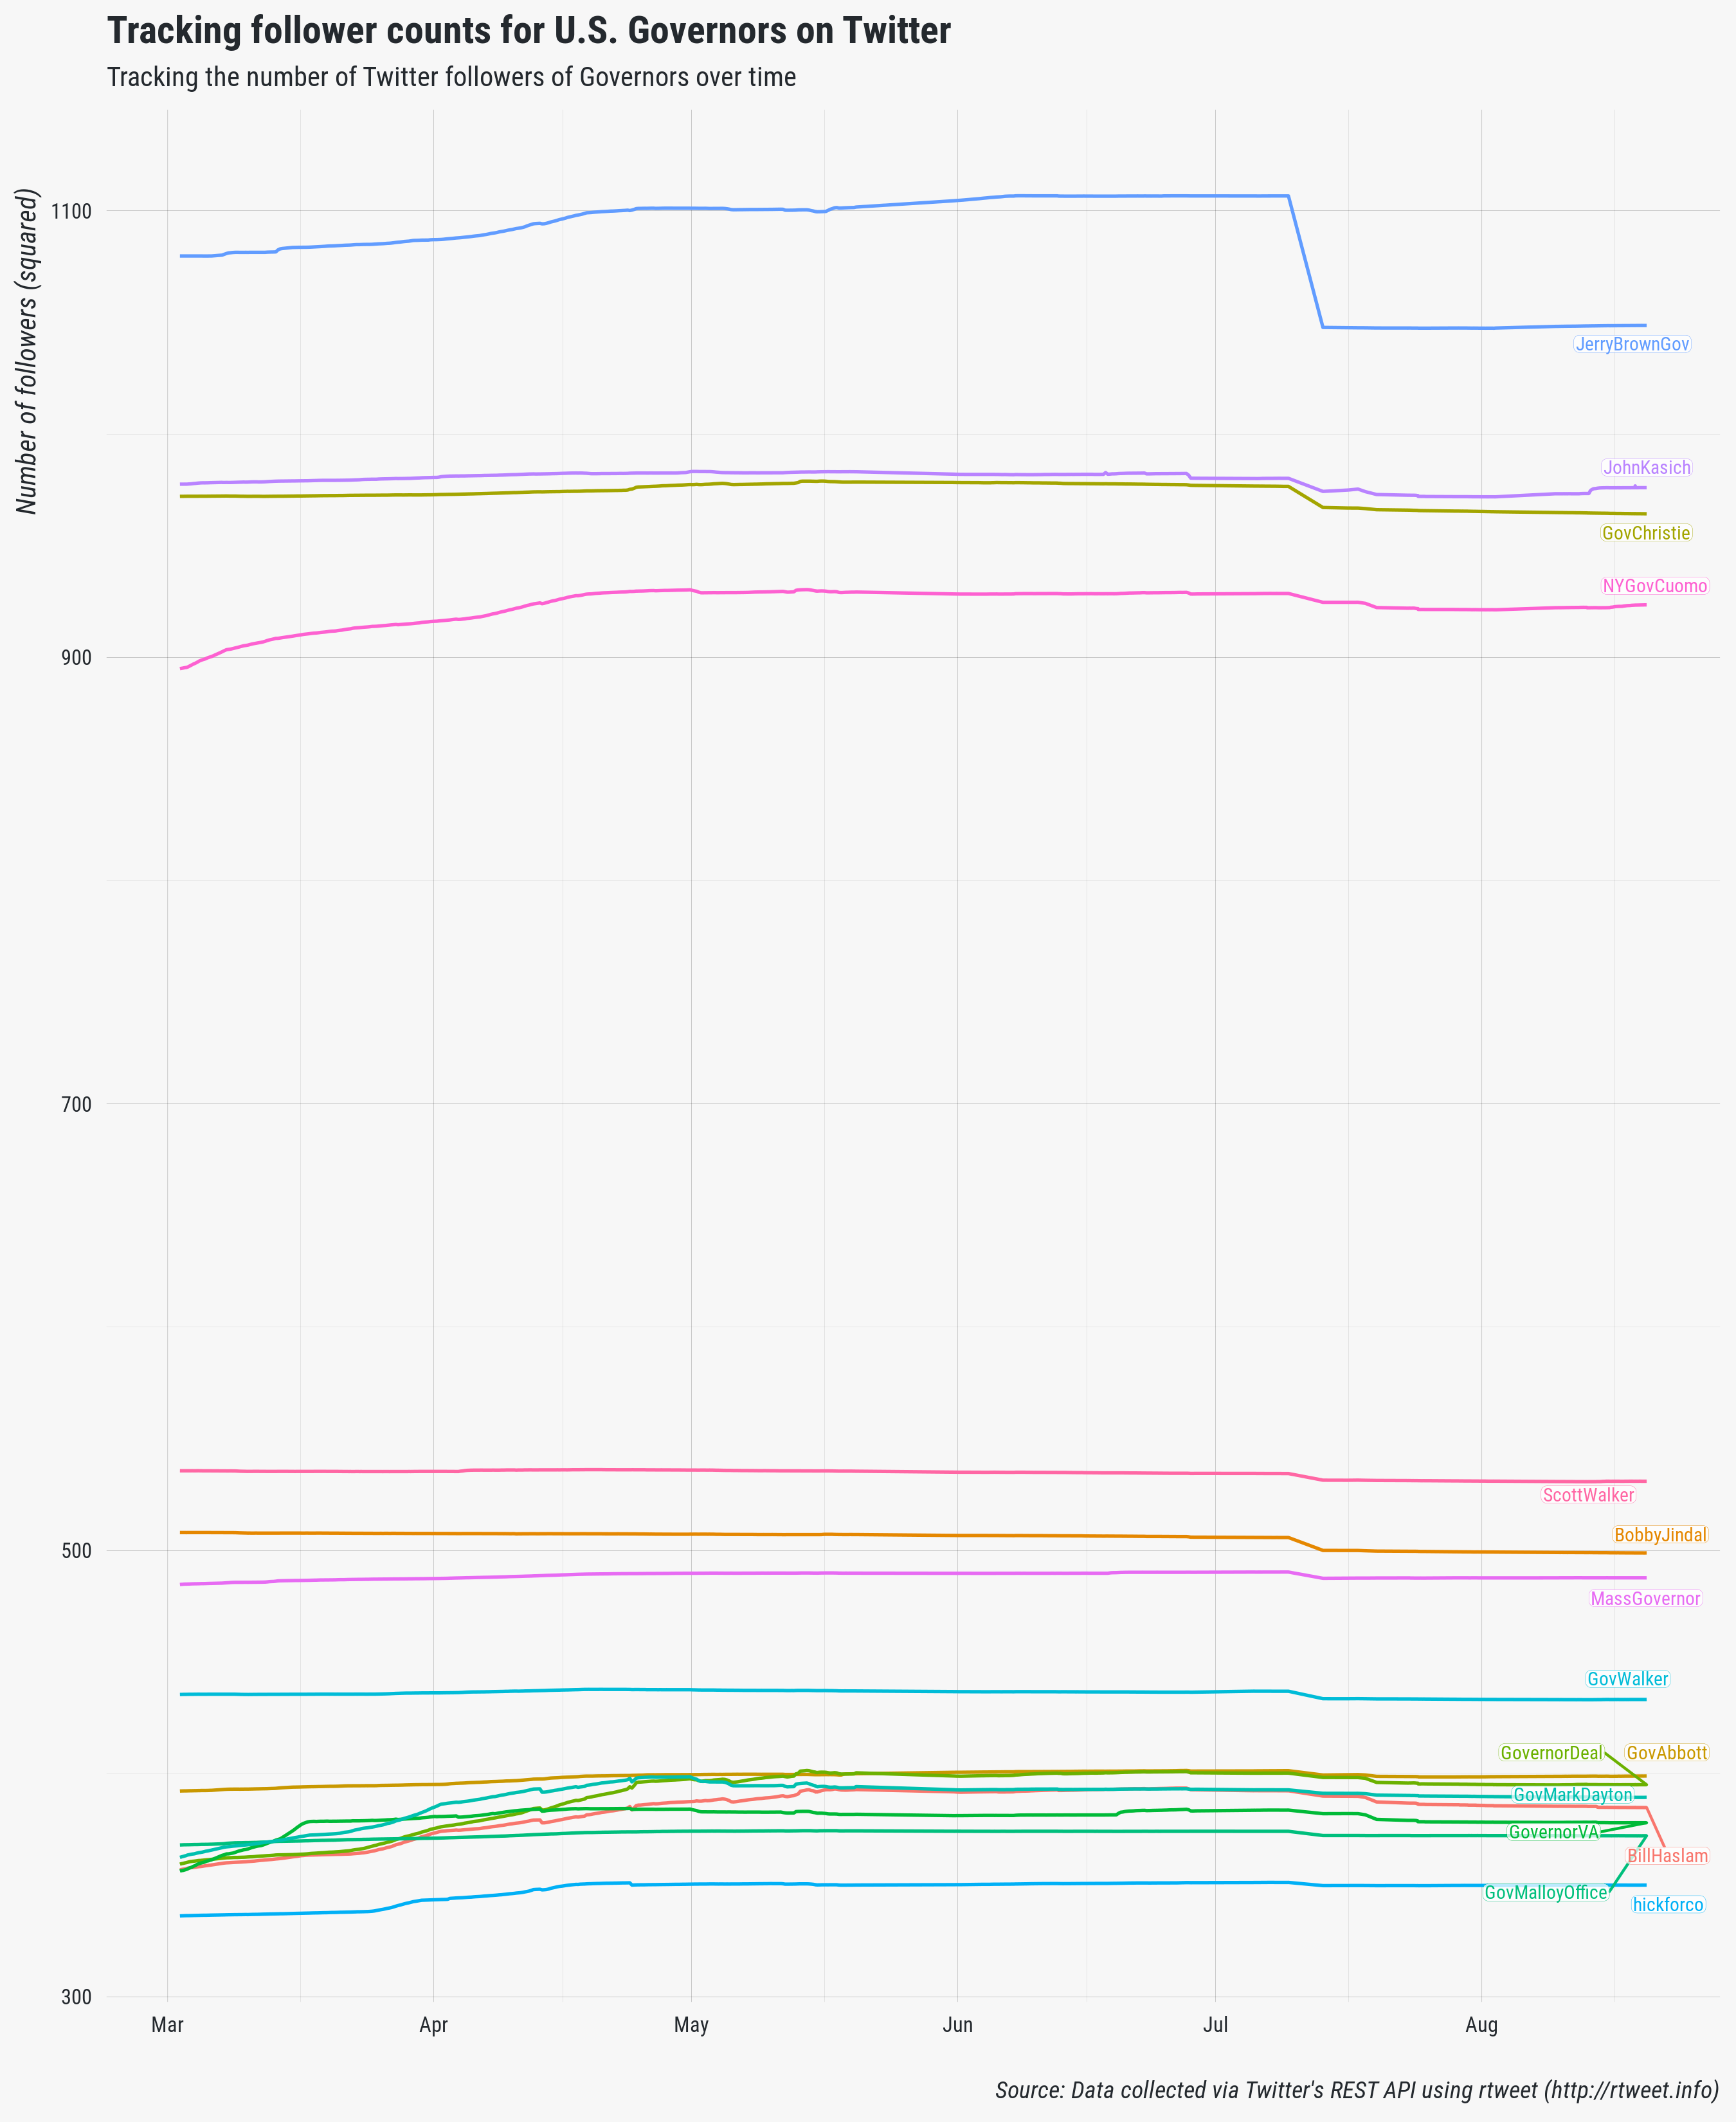 Tracking follower counts for U.S. Governors on Twitter
Tracking the number of Twitter followers of Governors over time
Number of followers (squared)
1100
JerryBrownGov
JohnKasich
GovChristie
NYGovCuomo
900
700
ScottWalker
BobbyJindal
500
MassGovernor
GovWalker
GovernorDeal
GovAbbott
GovMarkDayton
GovernorVA
BillHaslam
GovMalloyOffice
hickforco
300
Mar Apr May Jun Jul Aug
Source: Data collected via Twitter's REST API using rtweet (http://rtweet.info)